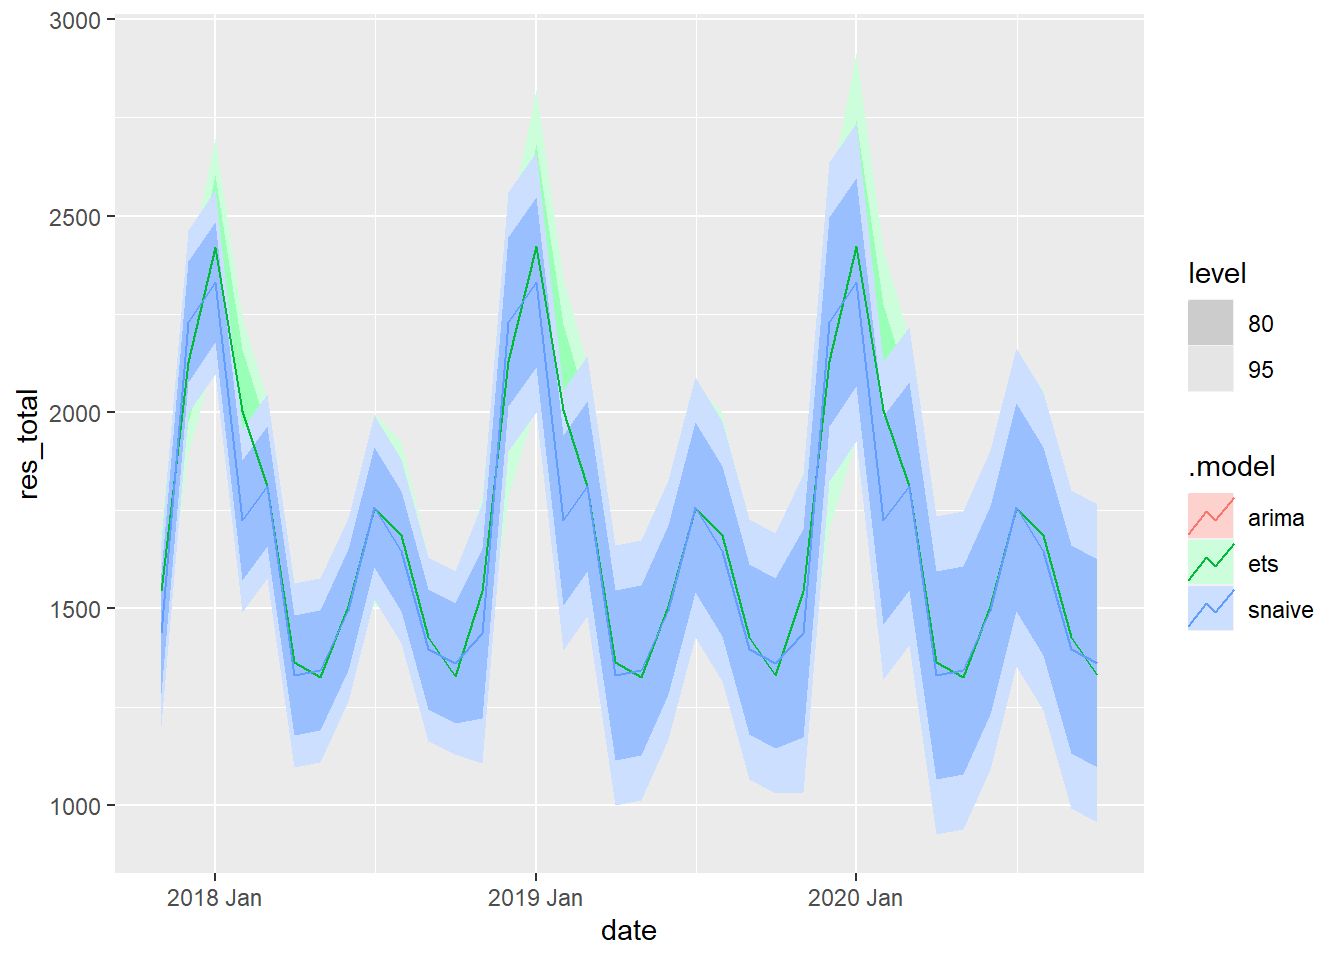 3000
2500
2000
1500
1000
res_total
2018 Jan
2019 Jan
2020 Jan
date
level
80
95
.model
arima
ets
snaive